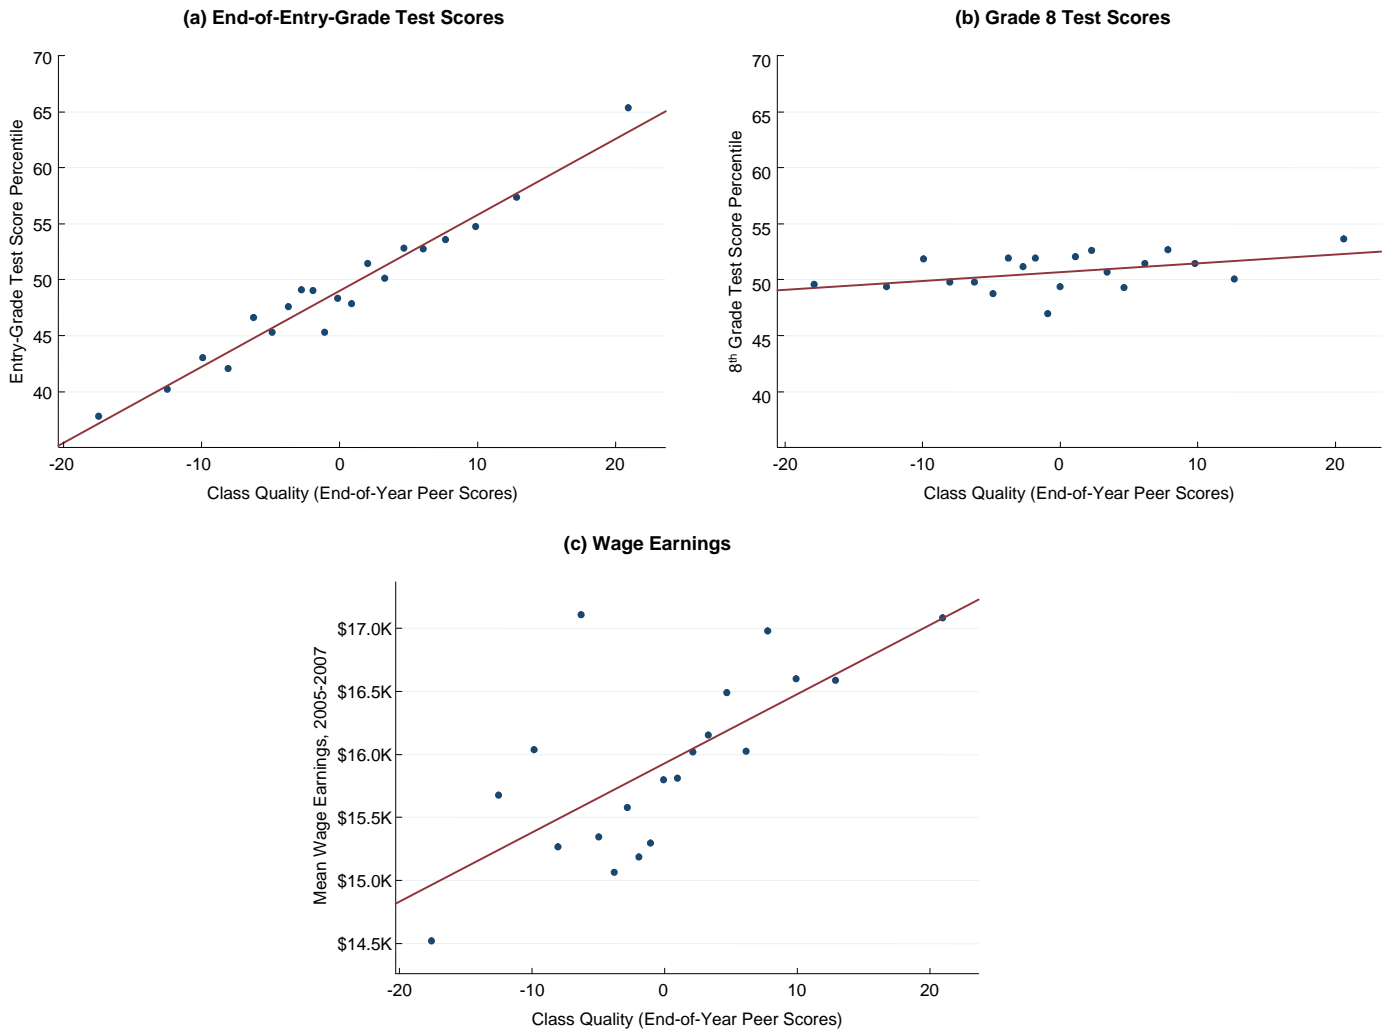 (a) End-of-Entry-Grade Test Scores
70
65
60
55
50
45
40
Entry-Grade Test Score Percentile
-20 -10 0 10 20
Class Quality (End-of-Year Peer Scores)
(b) Grade 8 Test Scores
70
65
60
55
50
45
40
8th Grade Test Score Percentile
-20 -10 0 10 20
Class Quality (End-of-Year Peer Scores)
(c) Wage Earnings
$17.0K
$16.5K
$16.0K
$15.5K
$15.0K
$14.5K
Mean Wage Earnings, 2005-2007
-20 -10 0 10 20
Class Quality (End-of-Year Peer Scores)